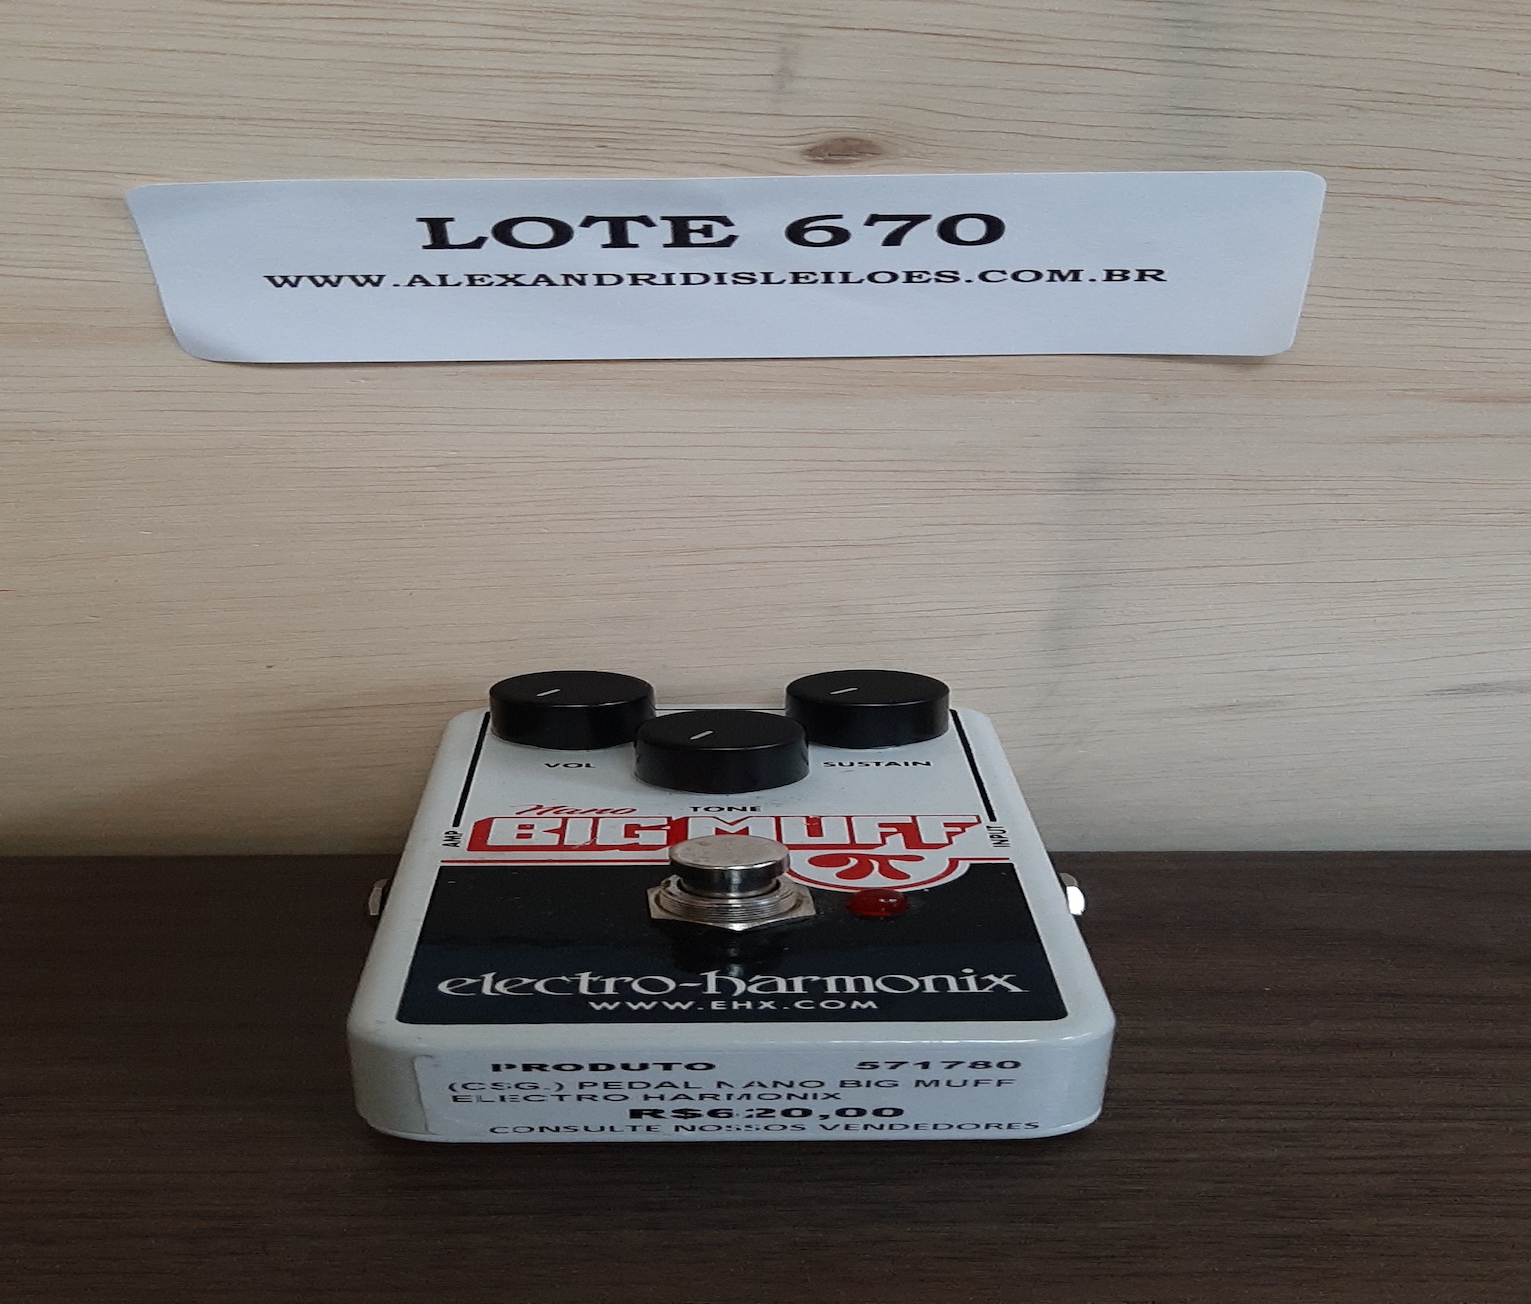 LOTE 670
WWW.ALEXANDRIDISLEILOES.COM.BR
VOL
SUSTAIN
TONE
Nano
BIG MUFF
AMP
INPUT
electro-harmonix
WWW.EHX.COM
PRODUTO 571780
(CSG.) PEDAL NANO BIG MUFF
ELECTRO HARMONIX
R$620,00
CONSULTE NOSSOS VENDEDORES